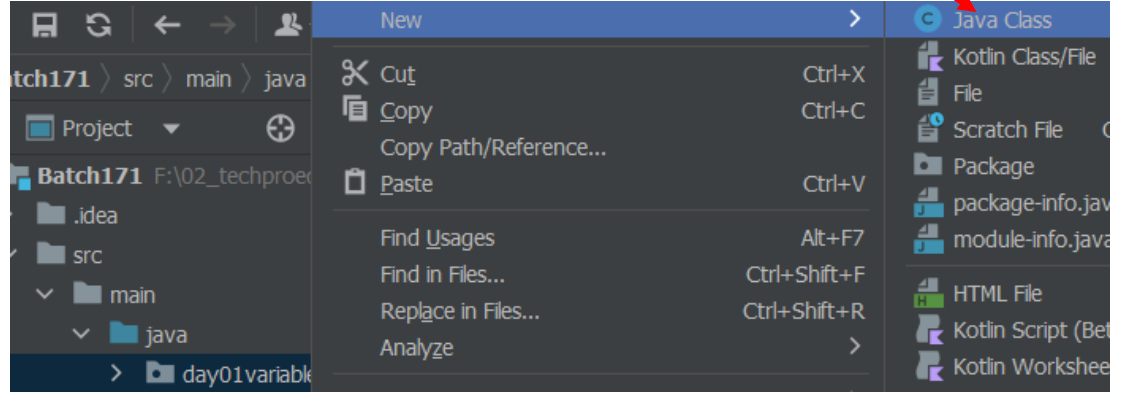 atch171 > src > main > java
Project
Batch171 F:\02_techproed
.idea
src
main
java
day01variable
New
Cut Ctrl+X
Copy Ctrl+C
Copy Path/Reference...
Paste Ctrl+V
Find Usages Alt+F7
Find in Files... Ctrl+Shift+F
Replace in Files... Ctrl+Shift+R
Analyze
Java Class
Kotlin Class/File
File
Scratch File
Package
package-info.jav
module-info.java
HTML File
Kotlin Script (Bet
Kotlin Workshee